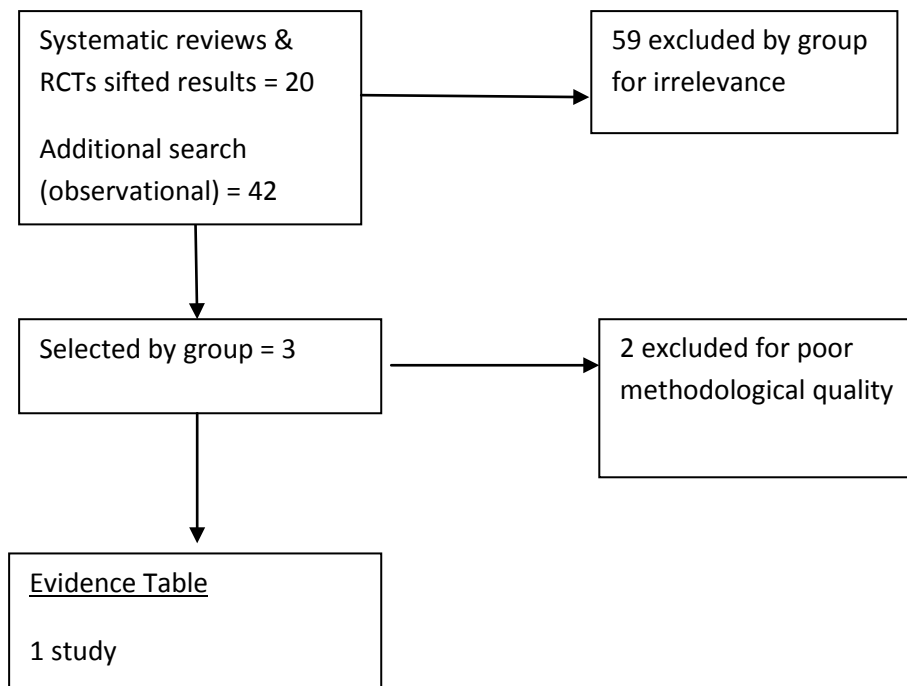 Systematic reviews &
RCTs sifted results = 20
Additional search
(observational) = 42
59 excluded by group
for irrelevance
Selected by group = 3
2 excluded for poor
methodological quality
Evidence Table
1 study